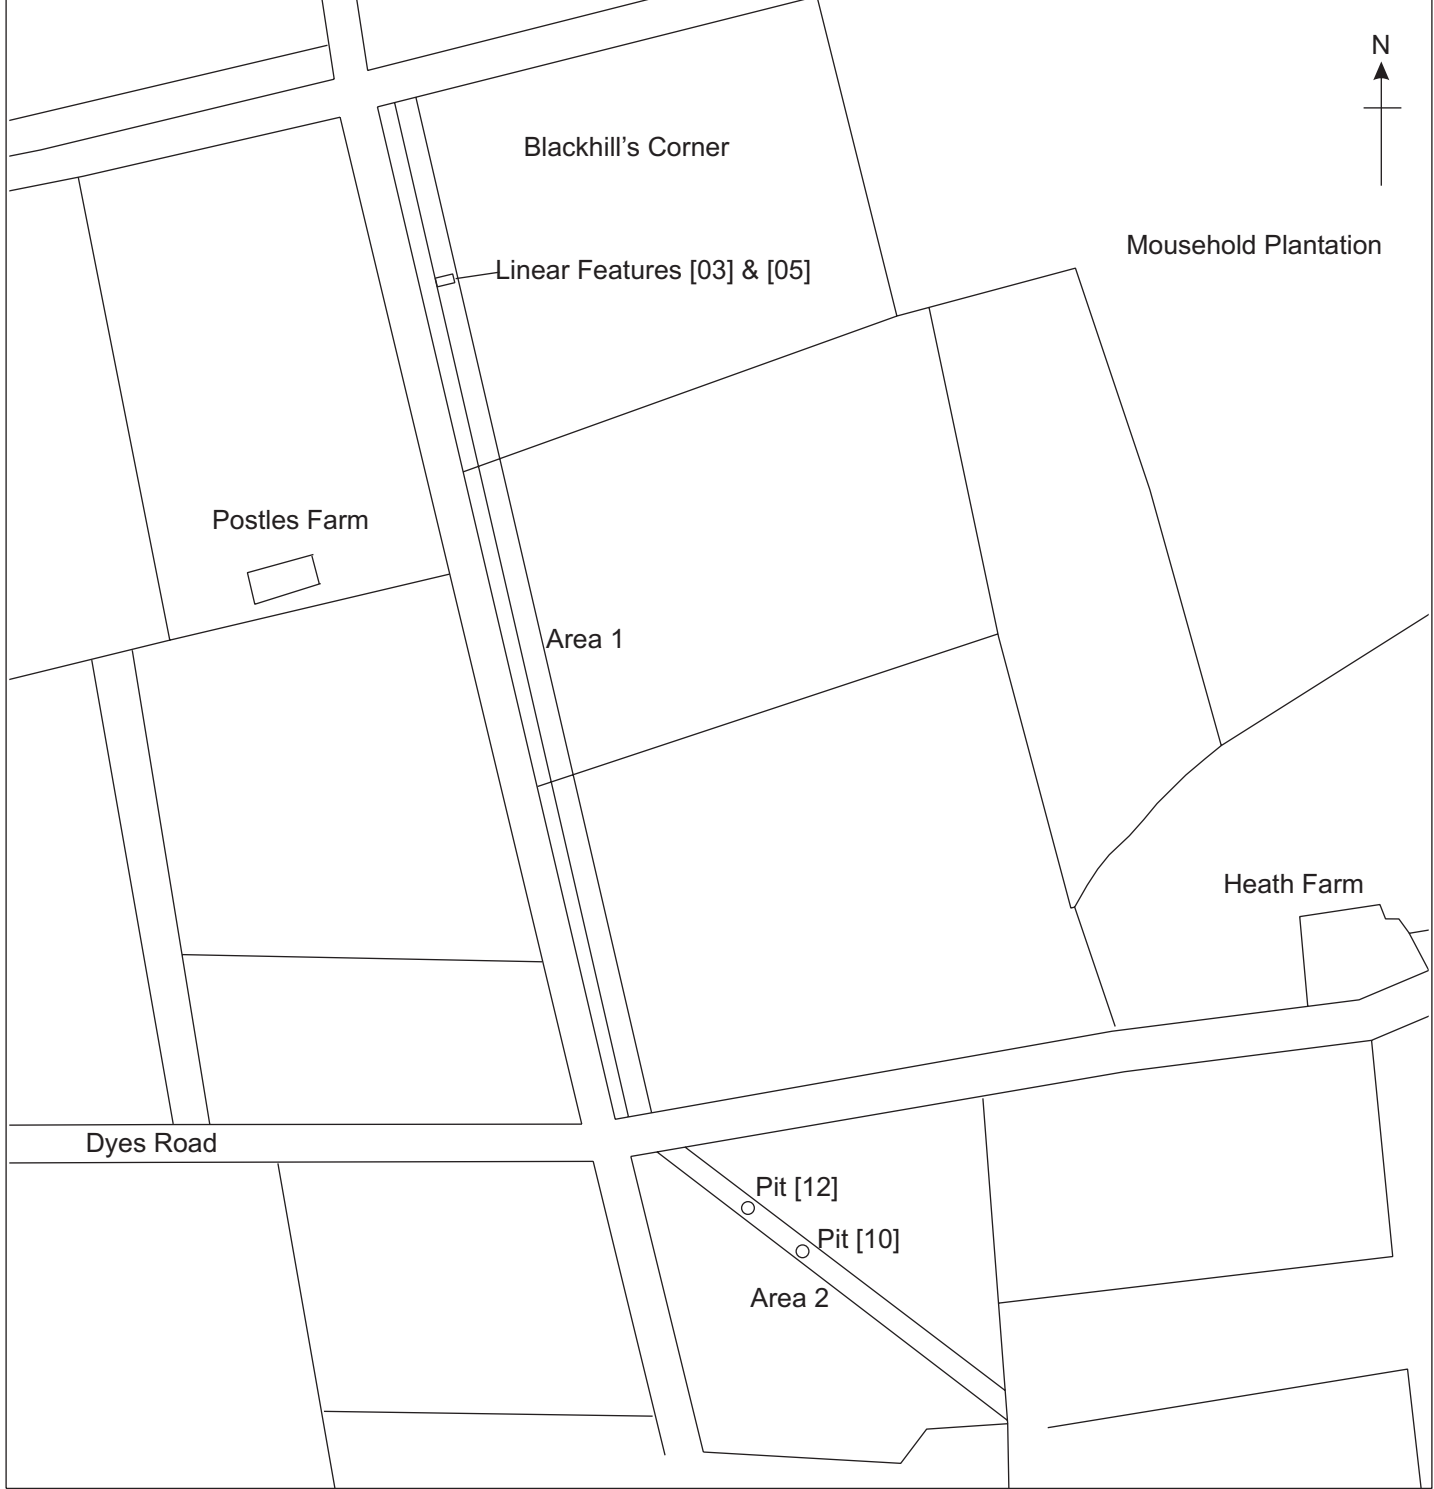 N
Blackhill’s Corner
Mousehold Plantation
Linear Features [03] & [05]
Postles Farm
Area 1
Heath Farm
Dyes Road
Pit [12]
Pit [10]
Area 2